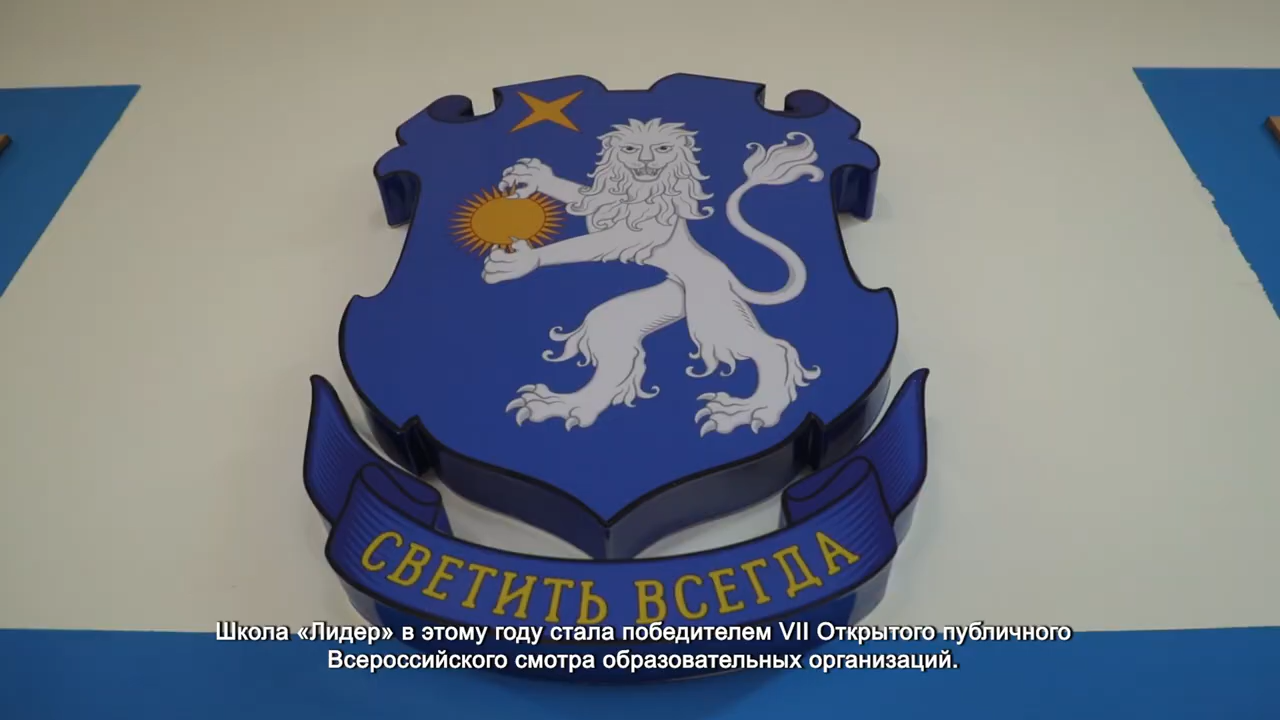 СВЕТИТЬ ВСЕГДА
Школа «Лидер» в этому году стала победителем VII Открытого публичного
Всероссийского смотра образовательных организаций.